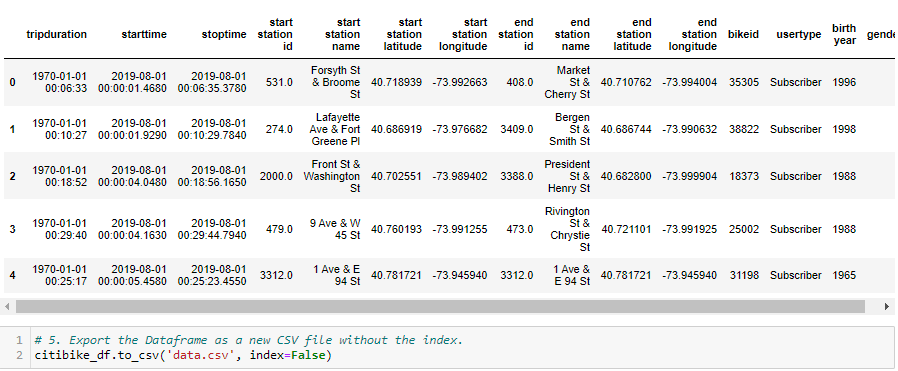 tripduration starttime stoptime start station id start station name start station latitude start station longitude end station id end station name end station latitude end station longitude bikeid usertype birth year gende
0 1970-01-01 00:06:33 2019-08-01 00:00:01.4680 2019-08-01 00:06:35.3780 531.0 Forsyth St & Broome St 40.718939 -73.992663 408.0 Market St & Cherry St 40.710762 -73.994004 35305 Subscriber 1996
1 1970-01-01 00:10:27 2019-08-01 00:00:01.9290 2019-08-01 00:10:29.7840 274.0 Lafayette Ave & Fort Greene Pl 40.686919 -73.976682 3409.0 Bergen St & Smith St 40.686744 -73.990632 38822 Subscriber 1998
2 1970-01-01 00:18:52 2019-08-01 00:00:04.0480 2019-08-01 00:18:56.1650 2000.0 Front St & Washington St 40.702551 -73.989402 3388.0 President St & Henry St 40.682800 -73.999904 18373 Subscriber 1988
3 1970-01-01 00:29:40 2019-08-01 00:00:04.1630 2019-08-01 00:29:44.7940 479.0 9 Ave & W 45 St 40.760193 -73.991255 473.0 Rivington St & Chrystie St 40.721101 -73.991925 25002 Subscriber 1988
4 1970-01-01 00:25:17 2019-08-01 00:00:05.4580 2019-08-01 00:25:23.4550 3312.0 1 Ave & E 94 St 40.781721 -73.945940 3312.0 1 Ave & E 94 St 40.781721 -73.945940 31198 Subscriber 1965
1 # 5. Export the Dataframe as a new CSV file without the index.
2 citibike_df.to_csv('data.csv', index=False)